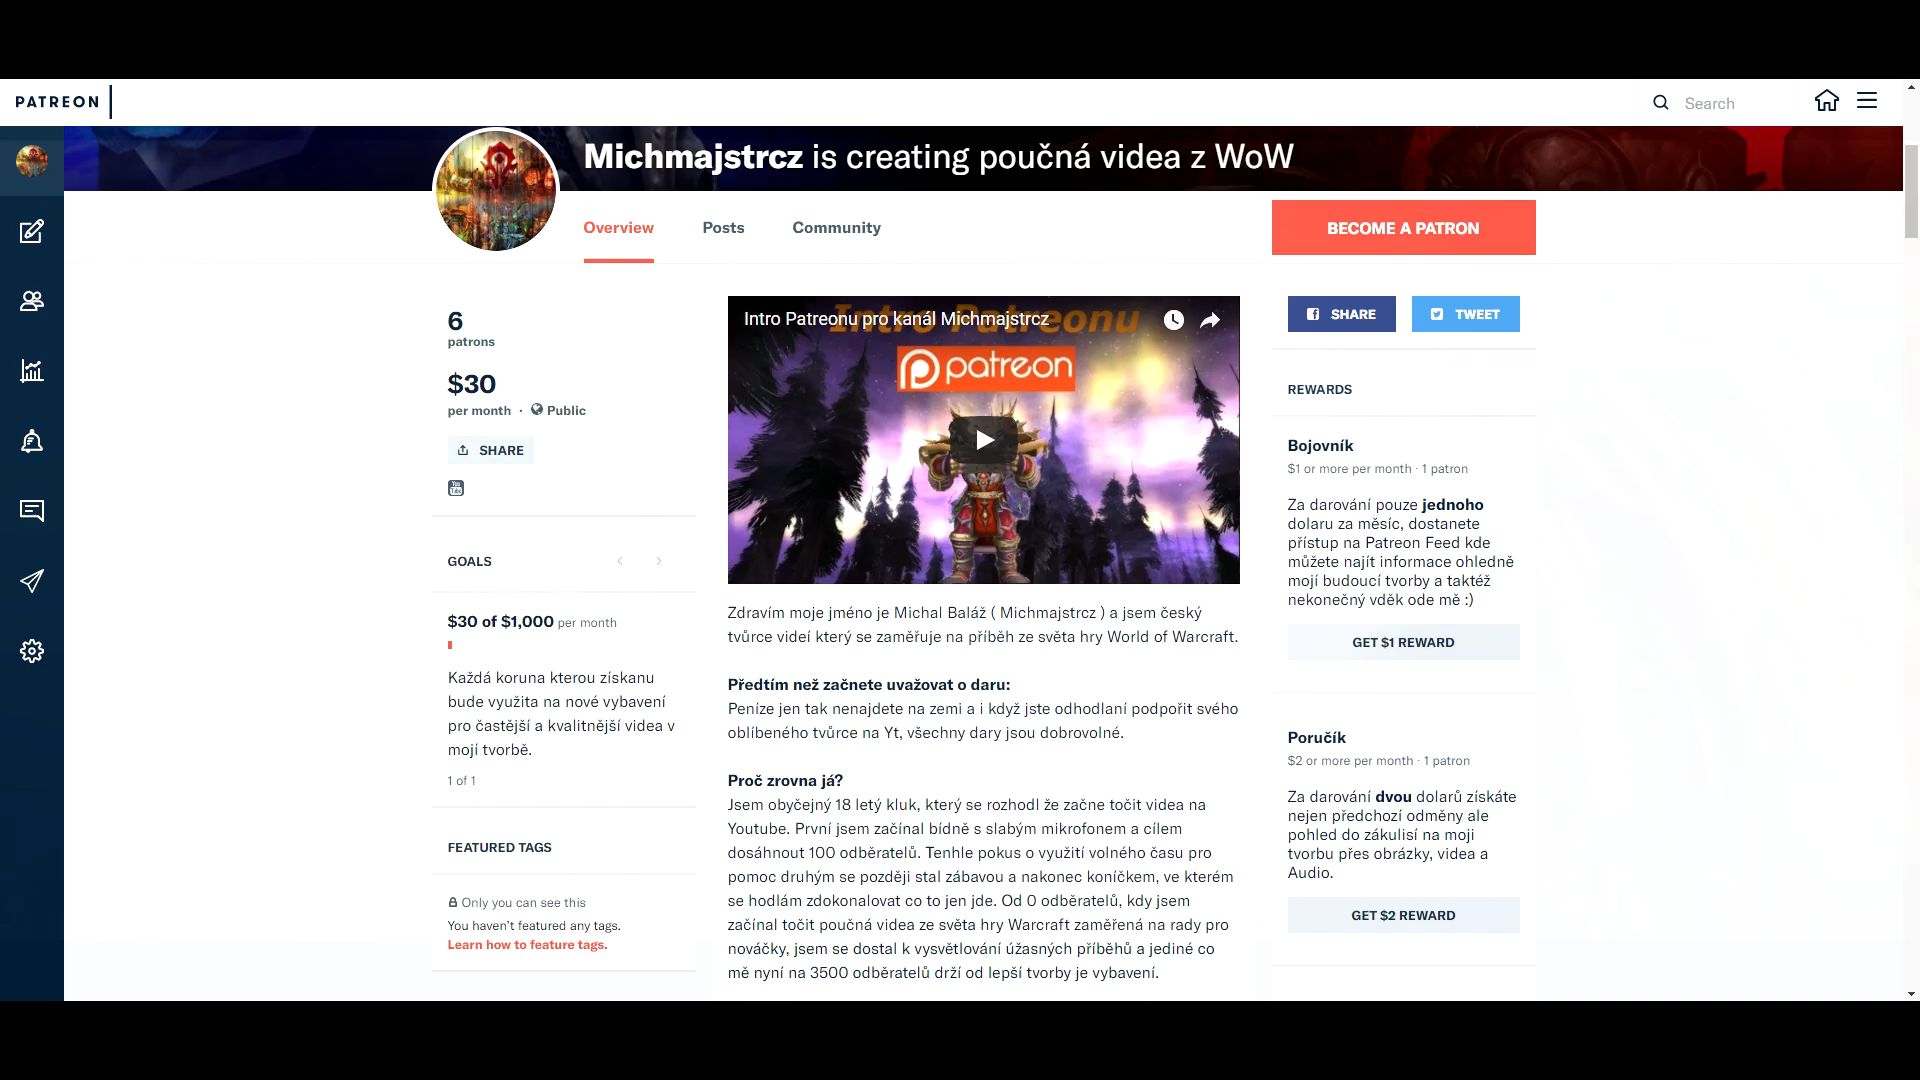 PATREON
Search
Michmajstrcz is creating poučná videa z WoW
Overview
Posts
Community
BECOME A PATRON
6
patrons
$30
per month · Public
SHARE
You Tube
GOALS
$30 of $1,000 per month
Každá koruna kterou získanu
bude využita na nové vybavení
pro častější a kvalitnější videa v
mojí tvorbě.
1 of 1
FEATURED TAGS
Only you can see this
You haven't featured any tags.
Learn how to feature tags.
Intro Patreonu
Intro Patreonu pro kanál Michmajstrcz
patreon
Zdravím moje jméno je Michal Baláž ( Michmajstrcz ) a jsem český
tvůrce videí který se zaměřuje na příběh ze světa hry World of Warcraft.
Předtím než začnete uvažovat o daru:
Peníze jen tak nenajdete na zemi a i když jste odhodlaní podpořit svého
oblíbeného tvůrce na Yt, všechny dary jsou dobrovolné.
Proč zrovna já?
Jsem obyčejný 18 letý kluk, který se rozhodl že začne točit videa na
Youtube. První jsem začínal bídně s slabým mikrofonem a cílem
dosáhnout 100 odběratelů. Tenhle pokus o využití volného času pro
pomoc druhým se později stal zábavou a nakonec koníčkem, ve kterém
se hodlám zdokonalovat co to jen jde. Od 0 odběratelů, kdy jsem
začínal točit poučná videa ze světa hry Warcraft zaměřená na rady pro
nováčky, jsem se dostal k vysvětlování úžasných příběhů a jediné co
mě nyní na 3500 odběratelů drží od lepší tvorby je vybavení.
SHARE
TWEET
REWARDS
Bojovník
$1 or more per month · 1 patron
Za darování pouze jednoho
dolaru za měsíc, dostanete
přístup na Patreon Feed kde
můžete najít informace ohledně
mojí budoucí tvorby a taktéž
nekonečný vděk ode mě :)
GET $1 REWARD
Poručík
$2 or more per month · 1 patron
Za darování dvou dolarů získáte
nejen předchozí odměny ale
pohled do zákulisí na moji
tvorbu přes obrázky, videa a
Audio.
GET $2 REWARD